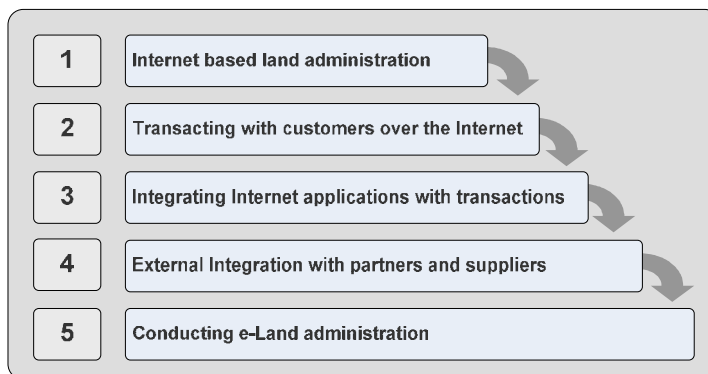 1
Internet based land administration
2
Transacting with customers over the Internet
3
Integrating Internet applications with transactions
4
External Integration with partners and suppliers
5
Conducting e-Land administration